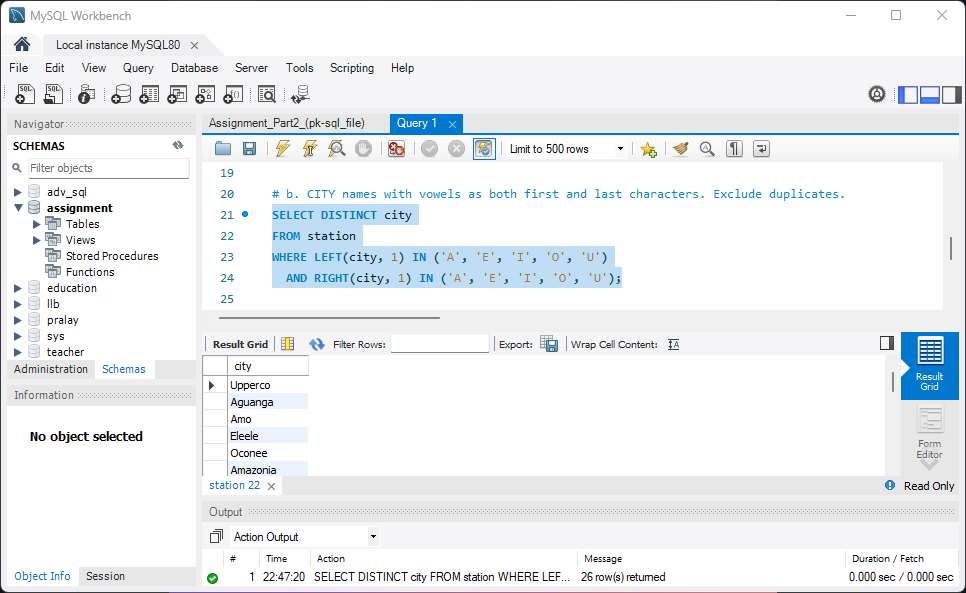 MySQL Workbench
Local instance MySQL80
File Edit View Query Database Server Tools Scripting Help
Navigator
SCHEMAS
Filter objects
adv_sql
assignment
Tables
Views
Stored Procedures
Functions
education
llb
pralay
sys
teacher
Administration Schemas
Information
No object selected
Object Info Session
Assignment_Part2_(pk-sql_file) Query 1
Limit to 500 rows
19
20 # b. CITY names with vowels as both first and last characters. Exclude duplicates.
21 SELECT DISTINCT city
22 FROM station
23 WHERE LEFT(city, 1) IN ('A', 'E', 'I', 'O', 'U')
24 AND RIGHT(city, 1) IN ('A', 'E', 'I', 'O', 'U');
25
Result Grid Filter Rows: Export: Wrap Cell Content:
city
Upperco
Aguanga
Amo
Eleele
Oconee
Amazonia
Result
Grid
Form
Editor
station 22
Read Only
Output
Action Output
# Time Action Message Duration / Fetch
1 22:47:20 SELECT DISTINCT city FROM station WHERE LEF... 26 row(s) returned 0.000 sec / 0.000 sec